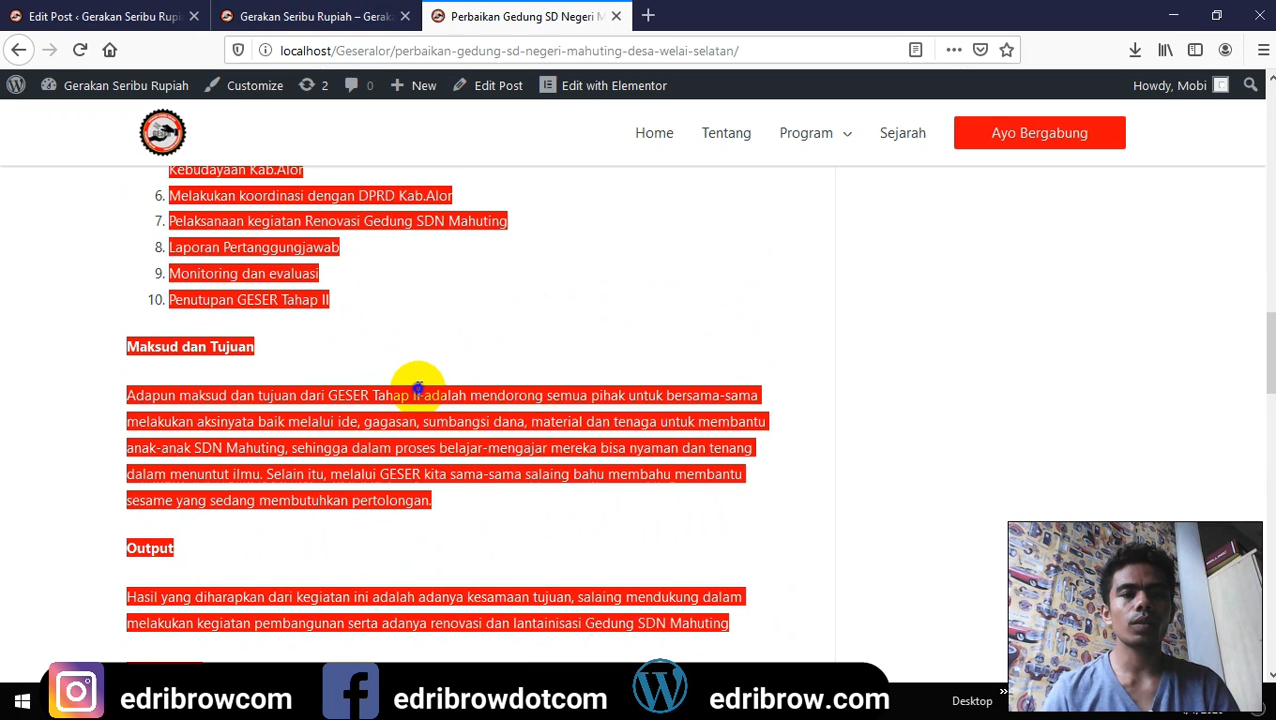 Edit Post ‹ Gerakan Seribu Rupia
Gerakan Seribu Rupiah – Geraka
Perbaikan Gedung SD Negeri M
localhost/Geseralor/perbaikan-gedung-sd-negeri-mahuting-desa-welai-selatan/
Gerakan Seribu Rupiah
Customize
2
0
New
Edit Post
Edit with Elementor
Howdy, Mobi
Home
Tentang
Program
Sejarah
Ayo Bergabung
Kebudayaan Kab.Alor
6. Melakukan koordinasi dengan DPRD Kab.Alor
7. Pelaksanaan kegiatan Renovasi Gedung SDN Mahuting
8. Laporan Pertanggungjawab
9. Monitoring dan evaluasi
10. Penutupan GESER Tahap II
Maksud dan Tujuan
Adapun maksud dan tujuan dari GESER Tahap II adalah mendorong semua pihak untuk bersama-sama
melakukan aksinyata baik melalui ide, gagasan, sumbangsi dana, material dan tenaga untuk membantu
anak-anak SDN Mahuting, sehingga dalam proses belajar-mengajar mereka bisa nyaman dan tenang
dalam menuntut ilmu. Selain itu, melalui GESER kita sama-sama salaing bahu membahu membantu
sesame yang sedang membutuhkan pertolongan.
Output
Hasil yang diharapkan dari kegiatan ini adalah adanya kesamaan tujuan, salaing mendukung dalam
melakukan kegiatan pembangunan serta adanya renovasi dan lantainisasi Gedung SDN Mahuting
edribrowcom
edribrowdotcom
edribrow.com
Desktop